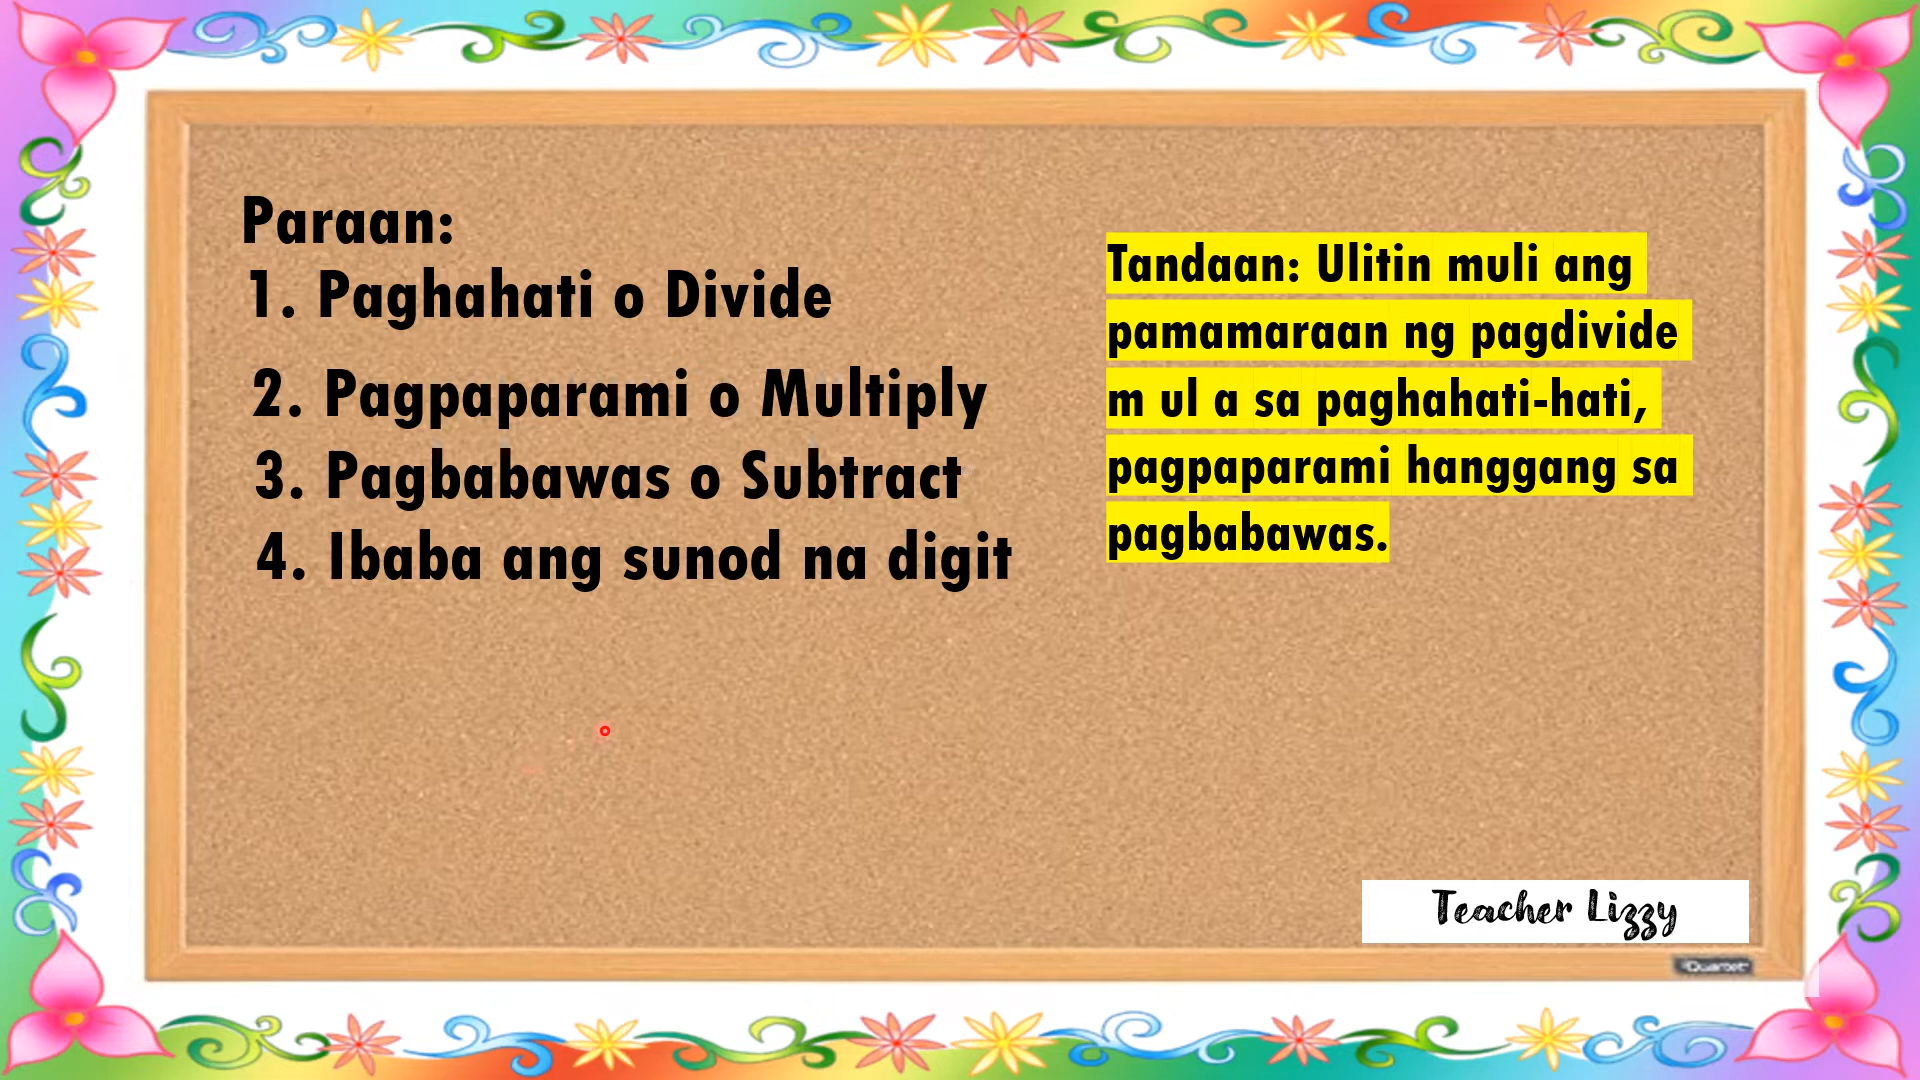 Paraan:
1. Paghahati o Divide
2. Pagpaparami o Multiply
3. Pagbabawas o Subtract
4. Ibaba ang sunod na digit
Tandaan: Ulitin muli ang
pamamaraan ng pagdivide
m ul a sa paghahati-hati,
pagpaparami hanggang sa
pagbabawas.
Teacher Lizzy
Quartet